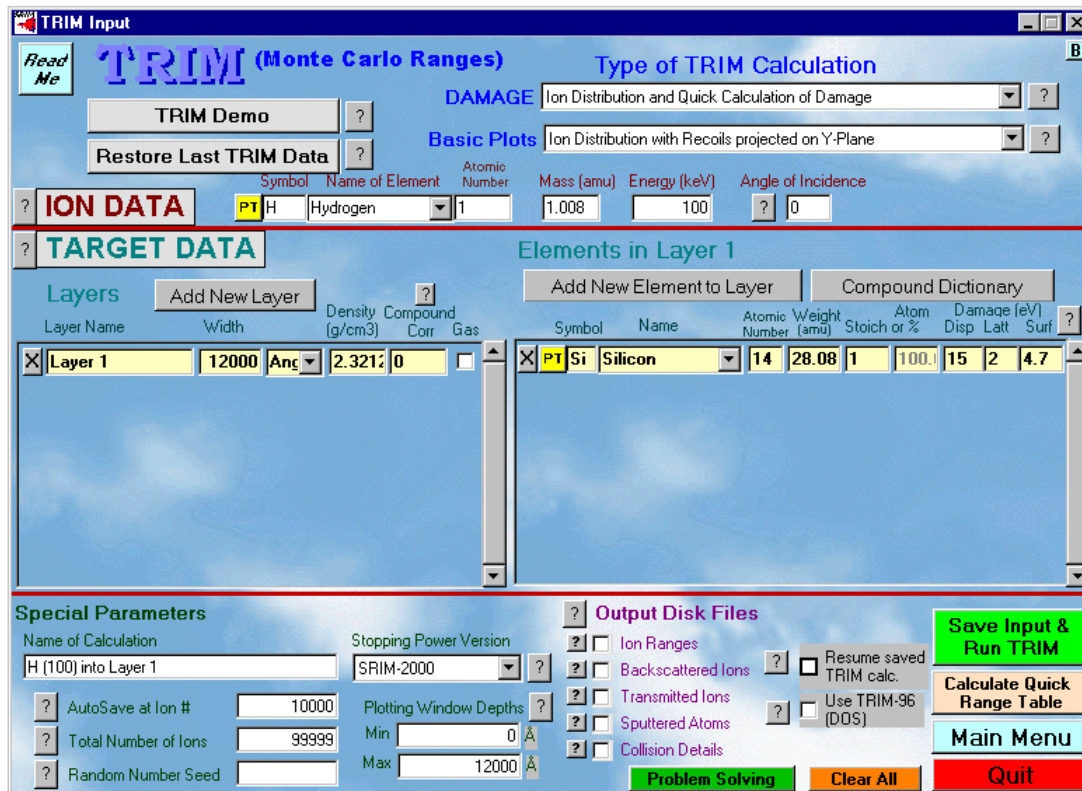 TRIM Input
Read Me
TRIM (Monte Carlo Ranges)
B
Type of TRIM Calculation
DAMAGE Ion Distribution and Quick Calculation of Damage ?
TRIM Demo ?
Basic Plots Ion Distribution with Recoils projected on Y-Plane ?
Restore Last TRIM Data ?
Symbol Name of Element Atomic Number Mass (amu) Energy (keV) Angle of Incidence
? ION DATA PT H Hydrogen 1 1.008 100 ? 0
? TARGET DATA
Elements in Layer 1
Layers Add New Layer ?
Add New Element to Layer Compound Dictionary
Layer Name Width Density (g/cm3) Compound Corr Gas
Symbol Name Atomic Number Weight (amu) Stoich Atom or % Damage (eV) Disp Latt Surf ?
X Layer 1 12000 Ang 2.3212 0
X PT Si Silicon 14 28.08 1 100. 15 2 4.7
Special Parameters
Name of Calculation
H (100) into Layer 1
Stopping Power Version
SRIM-2000 ?
? AutoSave at Ion # 10000
? Total Number of Ions 99999
? Random Number Seed
Plotting Window Depths ?
Min 0 Å
Max 12000 Å
? Output Disk Files
? Ion Ranges
? Backscattered Ions
? Transmitted Ions
? Sputtered Atoms
? Collision Details
? Resume saved TRIM calc.
? Use TRIM-96 (DOS)
Problem Solving
Clear All
Save Input & Run TRIM
Calculate Quick Range Table
Main Menu
Quit